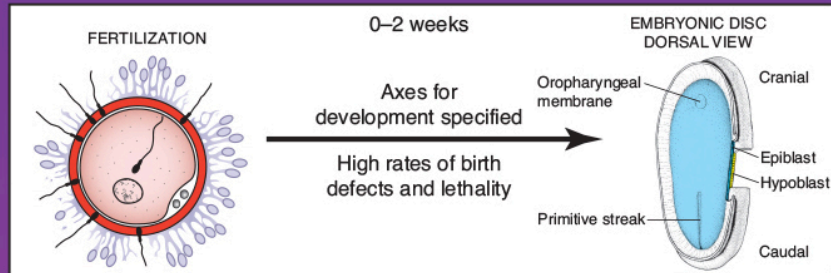 FERTILIZATION
0–2 weeks
Axes for
development specified
High rates of birth
defects and lethality
EMBRYONIC DISC
DORSAL VIEW
Oropharyngeal
membrane
Cranial
Epiblast
Hypoblast
Primitive streak
Caudal